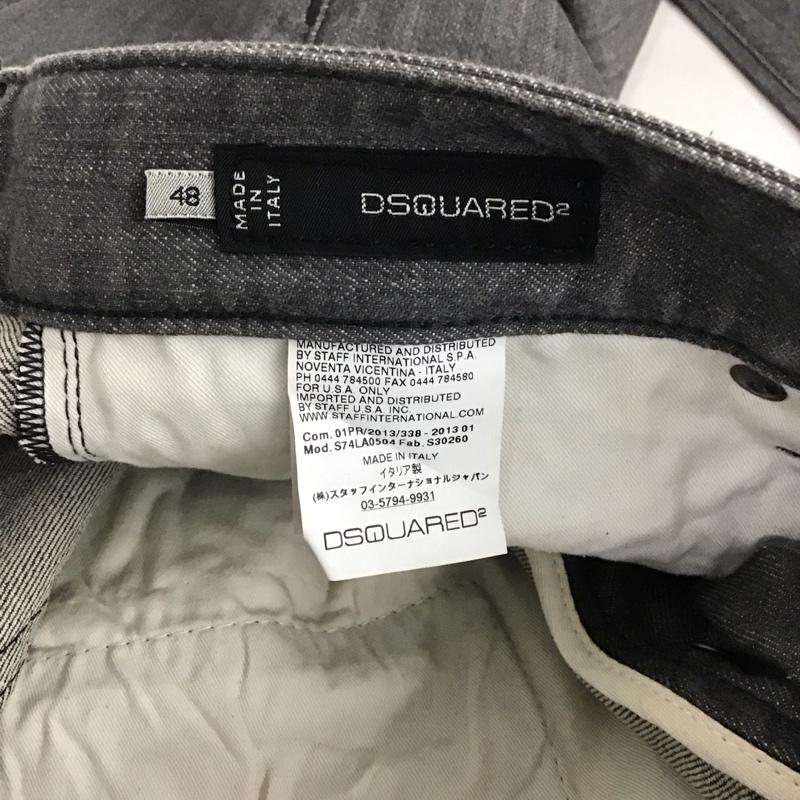 48
MADE
IN
ITALY
DSQUARED2
MANUFACTURED AND DISTRIBUTED
BY STAFF INTERNATIONAL S.P.A.
NOVENTA VICENTINA - ITALY
PH 0444 784500 FAX 0444 784580
FOR U.S.A. ONLY
IMPORTED AND DISTRIBUTED
BY STAFF U.S.A. INC.
WWW.STAFFINTERNATIONAL.COM
Com. 01PR/2013/338 - 2013 01
Mod. S74LA0504 Fab. S30260
MADE IN ITALY
イタリア製
(株)スタッフインターナショナルジャパン
03-5794-9931
DSQUARED2